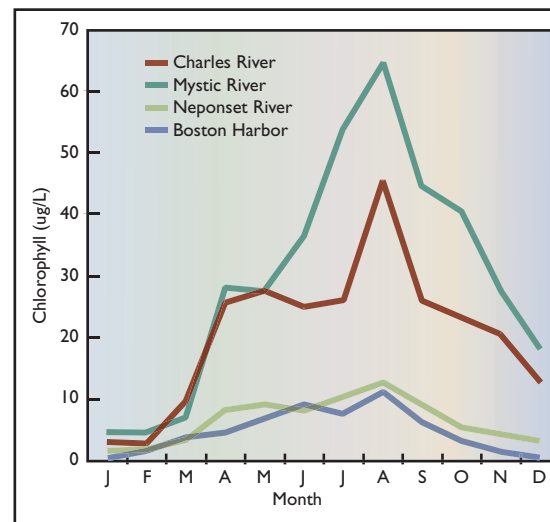 70
60
50
40
30
20
10
0
Chlorophyll (ug/L)
Charles River
Mystic River
Neponset River
Boston Harbor
J F M A M J J A S O N D
Month